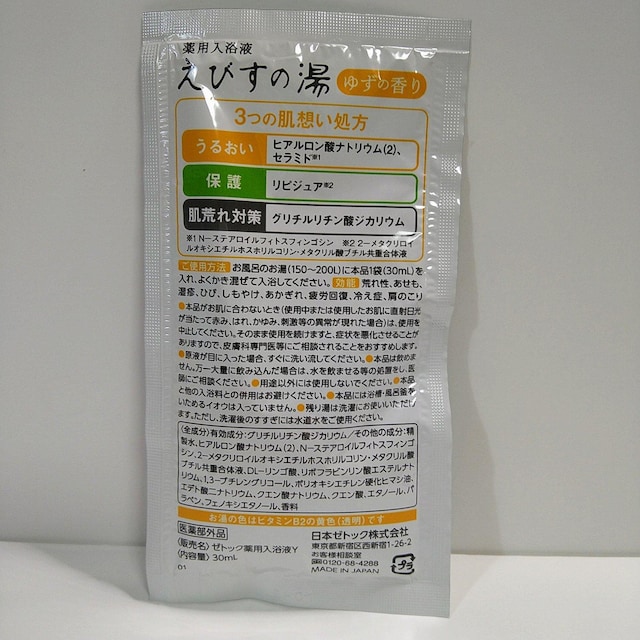 薬用入浴液
えびすの湯 ゆずの香り
3つの肌想い処方
うるおい ヒアルロン酸ナトリウム(2)、
セラミド※1
保護 リピジュア※2
肌荒れ対策 グリチルリチン酸ジカリウム
※1 N-ステアロイルフィトスフィンゴシン ※2 2-メタクリロイ
ルオキシエチルホスホリルコリン・メタクリル酸ブチル共重合体液
ご使用方法 お風呂のお湯(150〜200L)に本品1袋(30mL)を
入れ、よくかき混ぜて入浴してください。 効能 荒れ性、あせも、
湿疹、ひび、しもやけ、あかぎれ、疲労回復、冷え症、肩のこり
●本品がお肌に合わないとき(使用中または使用したお肌に直射日光
が当たって赤み、はれ、かゆみ、刺激等の異常が現れた場合)は、使用を
中止してください。そのまま使用を続けますと、症状を悪化させることが
ありますので、皮膚科専門医等にご相談されることをおすすめします。
●原液が目に入った場合、すぐに洗い流してください。 ●本品は飲めま
せん。万一大量に飲み込んだ場合は、水を飲ませる等の処置をし、医
師にご相談ください。 ●用途以外には使用しないでください。 ●本品
と他の入浴料との併用はお避けください。 ●本品には浴槽・風呂釜を
いためるイオウは入っていません。 ●残り湯は洗濯にお使いいただけ
ます。ただし、洗濯後のすすぎには水道水をご使用ください。
〈全成分〉有効成分:グリチルリチン酸ジカリウム/その他の成分:精
製水、ヒアルロン酸ナトリウム(2)、N-ステアロイルフィトスフィンゴ
シン、2-メタクリロイルオキシエチルホスホリルコリン・メタクリル酸
ブチル共重合体液、DL-リンゴ酸、リボフラビンリン酸エステルナト
リウム、1,3-ブチレングリコール、ポリオキシエチレン硬化ヒマシ油、
エデト酸二ナトリウム、クエン酸ナトリウム、クエン酸、エタノール、パ
ラベン、フェノキシエタノール、香料
お湯の色はビタミンB2の黄色(透明)です
医薬部外品
〈販売名〉ゼトック薬用入浴液Y
〈内容量〉30mL
01
日本ゼトック株式会社
東京都新宿区西新宿1-26-2
お客様相談室
0120-68-4288
MADE IN JAPAN
プラ